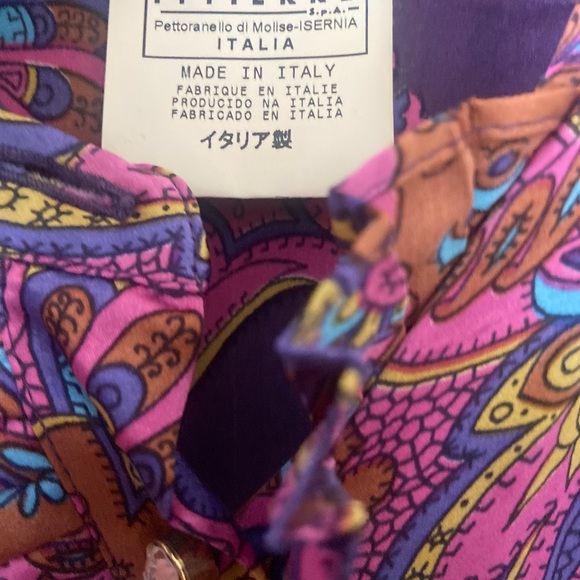 S.p.A.
Pettoranello di Molise-ISERNIA
ITALIA
MADE IN ITALY
FABRIQUE EN ITALIE
PRODUCIDO NA ITALIA
FABRICADO EN ITALIA
イタリア製